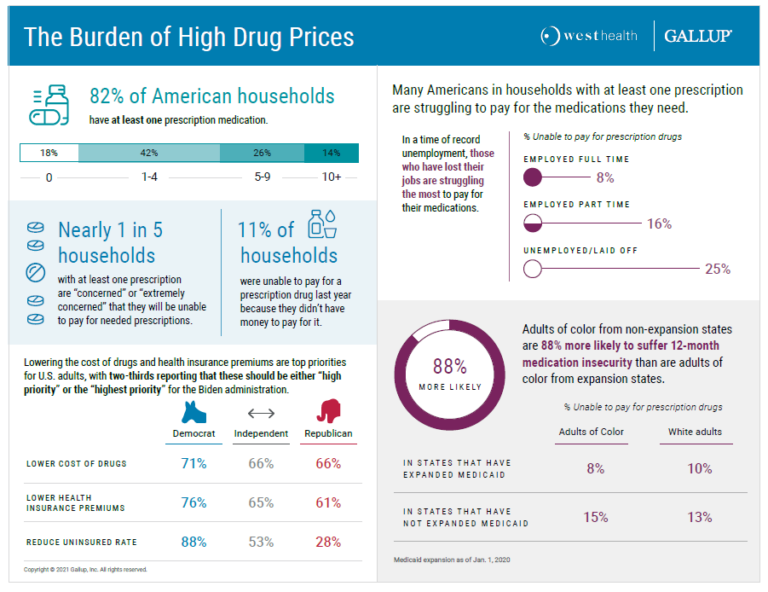 The Burden of High Drug Prices
westhealth
GALLUP®
82% of American households
have at least one prescription medication.
18% 42% 26% 14%
0 1-4 5-9 10+
Nearly 1 in 5
households
with at least one prescription
are “concerned” or “extremely
concerned” that they will be unable
to pay for needed prescriptions.
11% of
households
were unable to pay for a
prescription drug last year
because they didn’t have
money to pay for it.
Lowering the cost of drugs and health insurance premiums are top priorities
for U.S. adults, with two-thirds reporting that these should be either “high
priority” or the “highest priority” for the Biden administration.
Democrat Independent Republican
LOWER COST OF DRUGS 71% 66% 66%
LOWER HEALTH
INSURANCE PREMIUMS 76% 65% 61%
REDUCE UNINSURED RATE 88% 53% 28%
Copyright © 2021 Gallup, Inc. All rights reserved.
Many Americans in households with at least one prescription
are struggling to pay for the medications they need.
In a time of record
unemployment, those
who have lost their
jobs are struggling
the most to pay for
their medications.
% Unable to pay for prescription drugs
EMPLOYED FULL TIME
8%
EMPLOYED PART TIME
16%
UNEMPLOYED/LAID OFF
25%
88%
MORE LIKELY
Adults of color from non-expansion states
are 88% more likely to suffer 12-month
medication insecurity than are adults of
color from expansion states.
% Unable to pay for prescription drugs
Adults of Color White adults
IN STATES THAT HAVE
EXPANDED MEDICAID 8% 10%
IN STATES THAT HAVE
NOT EXPANDED MEDICAID 15% 13%
Medicaid expansion as of Jan. 1, 2020